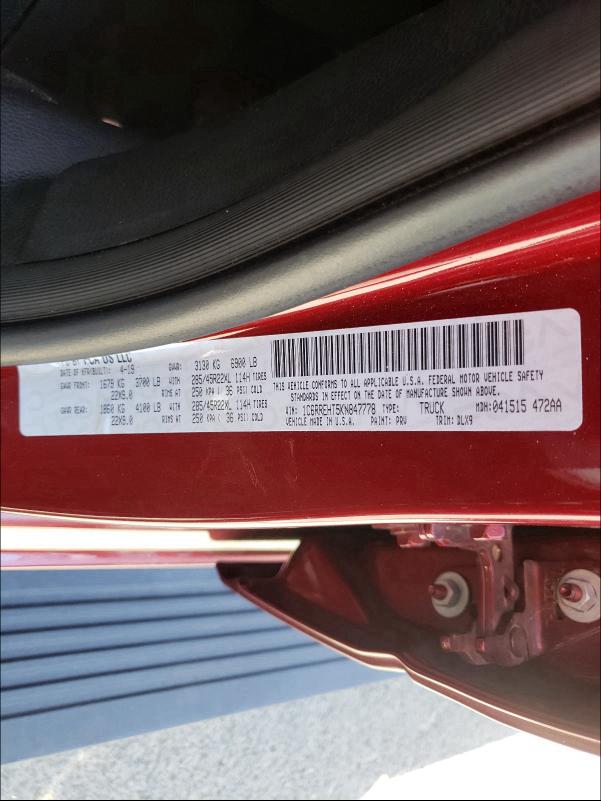 FCA US LLC
DATE OF MFR/BUILT: 4-19 GVWR: 3130 KG 6900 LB
GAWR FRONT: 1679 KG 3700 LB WITH 285/45R22XL 114H TIRES
22X9.0 RIMS AT 250 KPA ( 36 PSI) COLD
GAWR REAR: 1860 KG 4100 LB WITH 285/45R22XL 114H TIRES
22X9.0 RIMS AT 250 KPA ( 36 PSI) COLD
THIS VEHICLE CONFORMS TO ALL APPLICABLE U.S.A. FEDERAL MOTOR VEHICLE SAFETY
STANDARDS IN EFFECT ON THE DATE OF MANUFACTURE SHOWN ABOVE.
VIN: 1C6RREHT5KN847778 TYPE: TRUCK MDH: 041515 472AA
VEHICLE MADE IN U.S.A. PAINT: PRV TRIM: DLX9